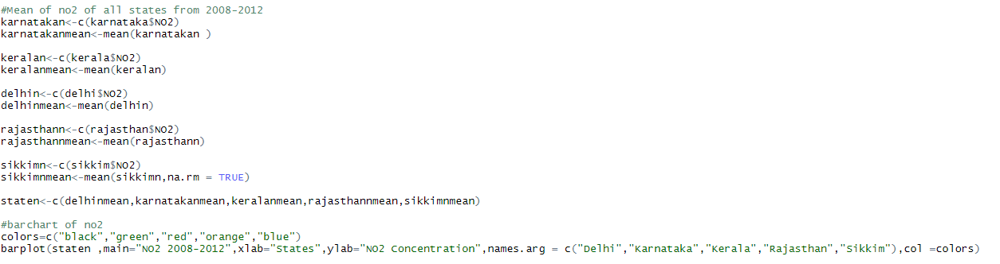 #Mean of no2 of all states from 2008-2012
karnatakan<-c(karnataka$NO2)
karnatakanmean<-mean(karnatakan )
keralan<-c(kerala$NO2)
keralanmean<-mean(keralan)
delhin<-c(delhi$NO2)
delhinmean<-mean(delhin)
rajasthann<-c(rajasthan$NO2)
rajasthannmean<-mean(rajasthann)
sikkimn<-c(sikkim$NO2)
sikkimnmean<-mean(sikkimn,na.rm = TRUE)
staten<-c(delhinmean,karnatakanmean,keralanmean,rajasthannmean,sikkimnmean)
#barchart of no2
colors=c("black","green","red","orange","blue")
barplot(staten ,main="NO2 2008-2012",xlab="States",ylab="NO2 Concentration",names.arg = c("Delhi","Karnataka","Kerala","Rajasthan","Sikkim"),col =colors)